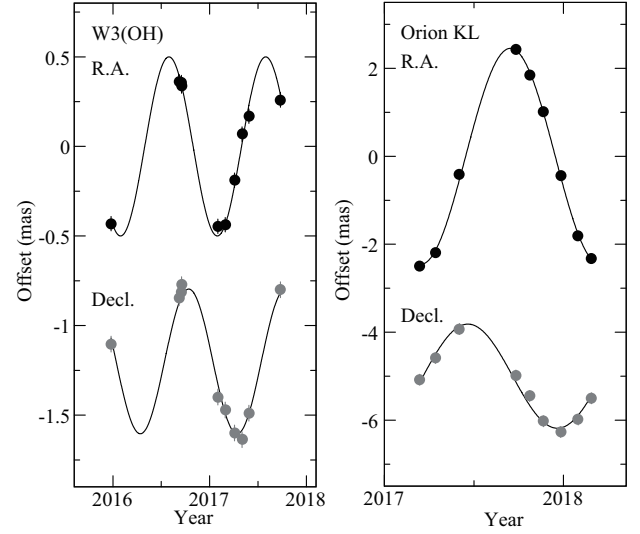 W3(OH)
R.A.
Decl.
0.5
0
-0.5
-1
-1.5
Offset (mas)
2016
2017
2018
Year
Orion KL
R.A.
Decl.
2
0
-2
-4
-6
Offset (mas)
2017
2018
Year